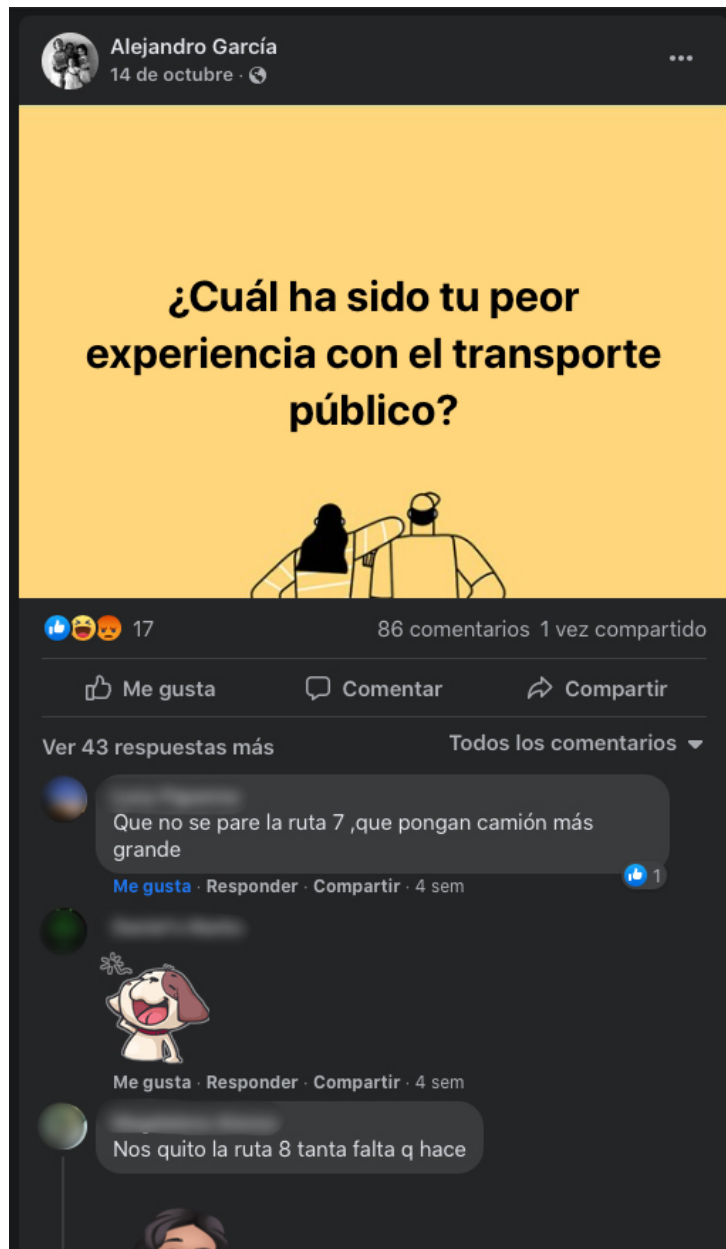 Alejandro García
14 de octubre ·
¿Cuál ha sido tu peor
experiencia con el transporte
público?
17
86 comentarios 1 vez compartido
Me gusta Comentar Compartir
Ver 43 respuestas más
Todos los comentarios
Que no se pare la ruta 7 ,que pongan camión más
grande
1
Me gusta · Responder · Compartir · 4 sem
Me gusta · Responder · Compartir · 4 sem
Nos quito la ruta 8 tanta falta q hace